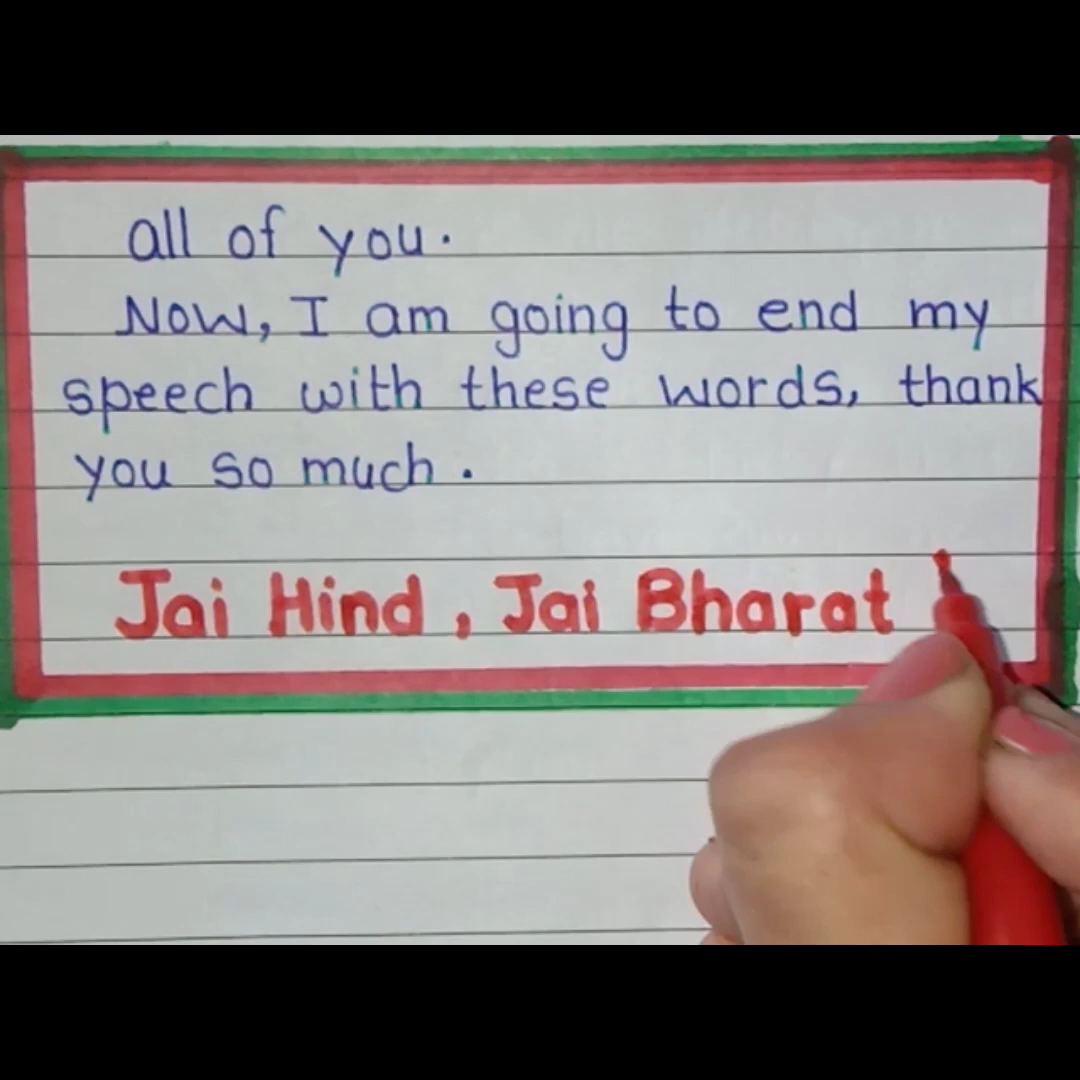 all of you.
Now, I am going to end my
speech with these words, thank
you so much.
Jai Hind, Jai Bharat